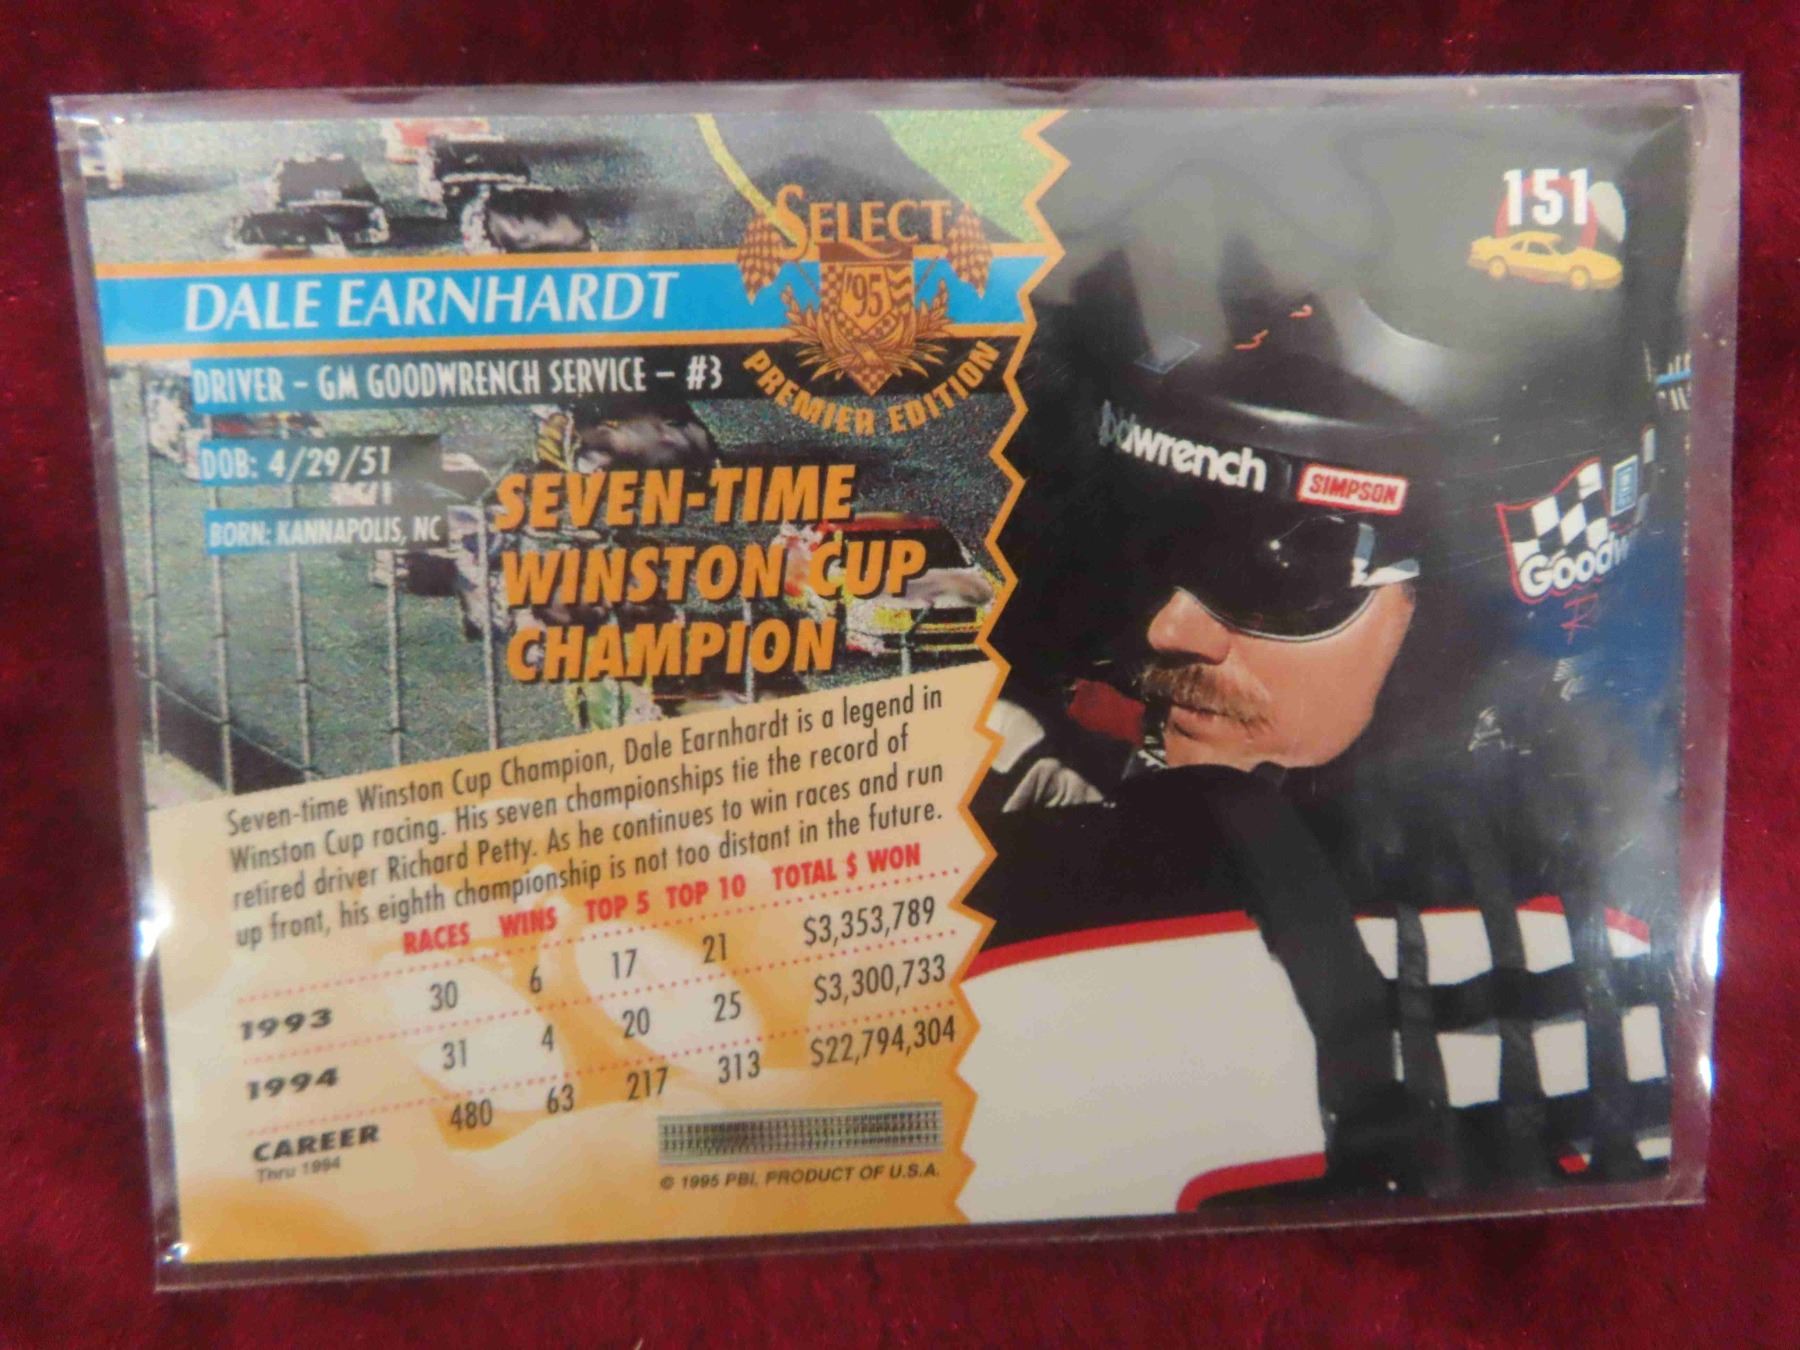 SELECT
'95
PREMIER EDITION
151
DALE EARNHARDT
DRIVER – GM GOODWRENCH SERVICE – #3
DOB: 4/29/51
BORN: KANNAPOLIS, NC
SEVEN-TIME
WINSTON CUP
CHAMPION
Seven-time Winston Cup Champion, Dale Earnhardt is a legend in
Winston Cup racing. His seven championships tie the record of
retired driver Richard Petty. As he continues to win races and run
up front, his eighth championship is not too distant in the future.
RACES WINS TOP 5 TOP 10 TOTAL $ WON
1993 30 6 17 21 $3,353,789
1994 31 4 20 25 $3,300,733
CAREER 480 63 217 313 $22,794,304
Thru 1994
© 1995 PBI, PRODUCT OF U.S.A.
odwrench
SIMPSON
GM
Goodw